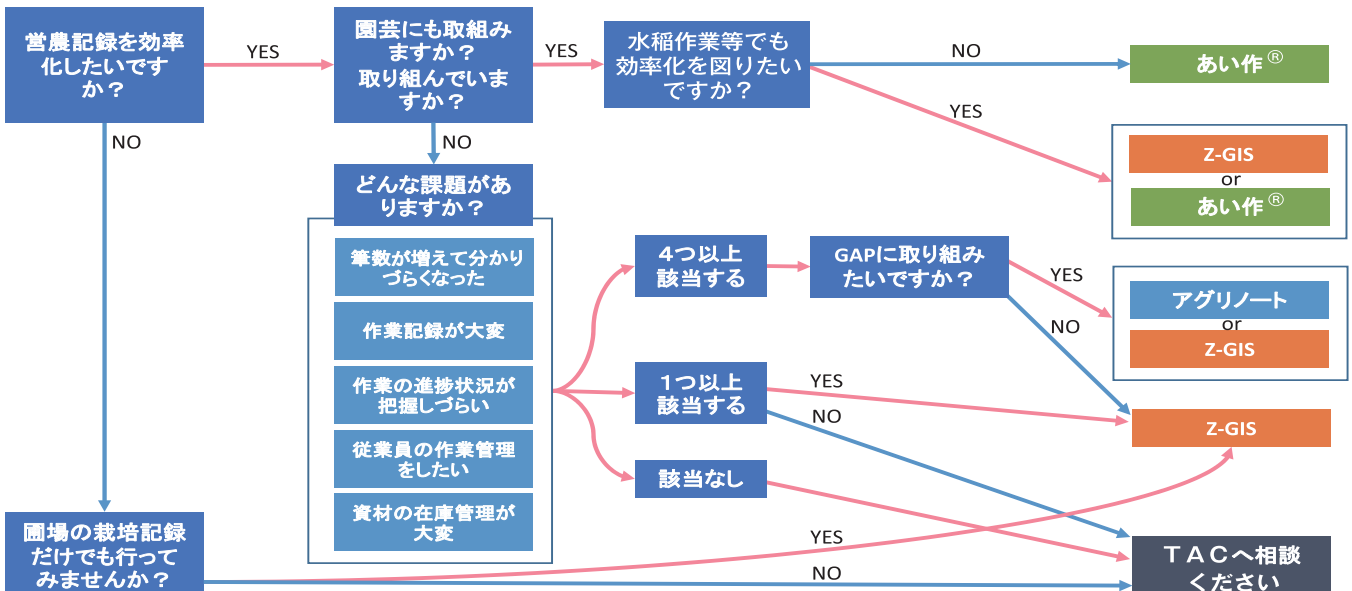 営農記録を効率
化したいです
か？
YES
園芸にも取組み
ますか？
取り組んでいま
すか？
YES
水稲作業等でも
効率化を図りたい
ですか？
NO
あい作®
YES
Z-GIS
or
あい作®
NO
NO
どんな課題があ
りますか？
筆数が増えて分かり
づらくなった
作業記録が大変
作業の進捗状況が
把握しづらい
従業員の作業管理
をしたい
資材の在庫管理が
大変
４つ以上
該当する
GAPに取り組み
たいですか？
YES
アグリノート
or
Z-GIS
NO
１つ以上
該当する
YES
NO
Z-GIS
該当なし
圃場の栽培記録
だけでも行って
みませんか？
YES
NO
ＴＡＣへ相談
ください